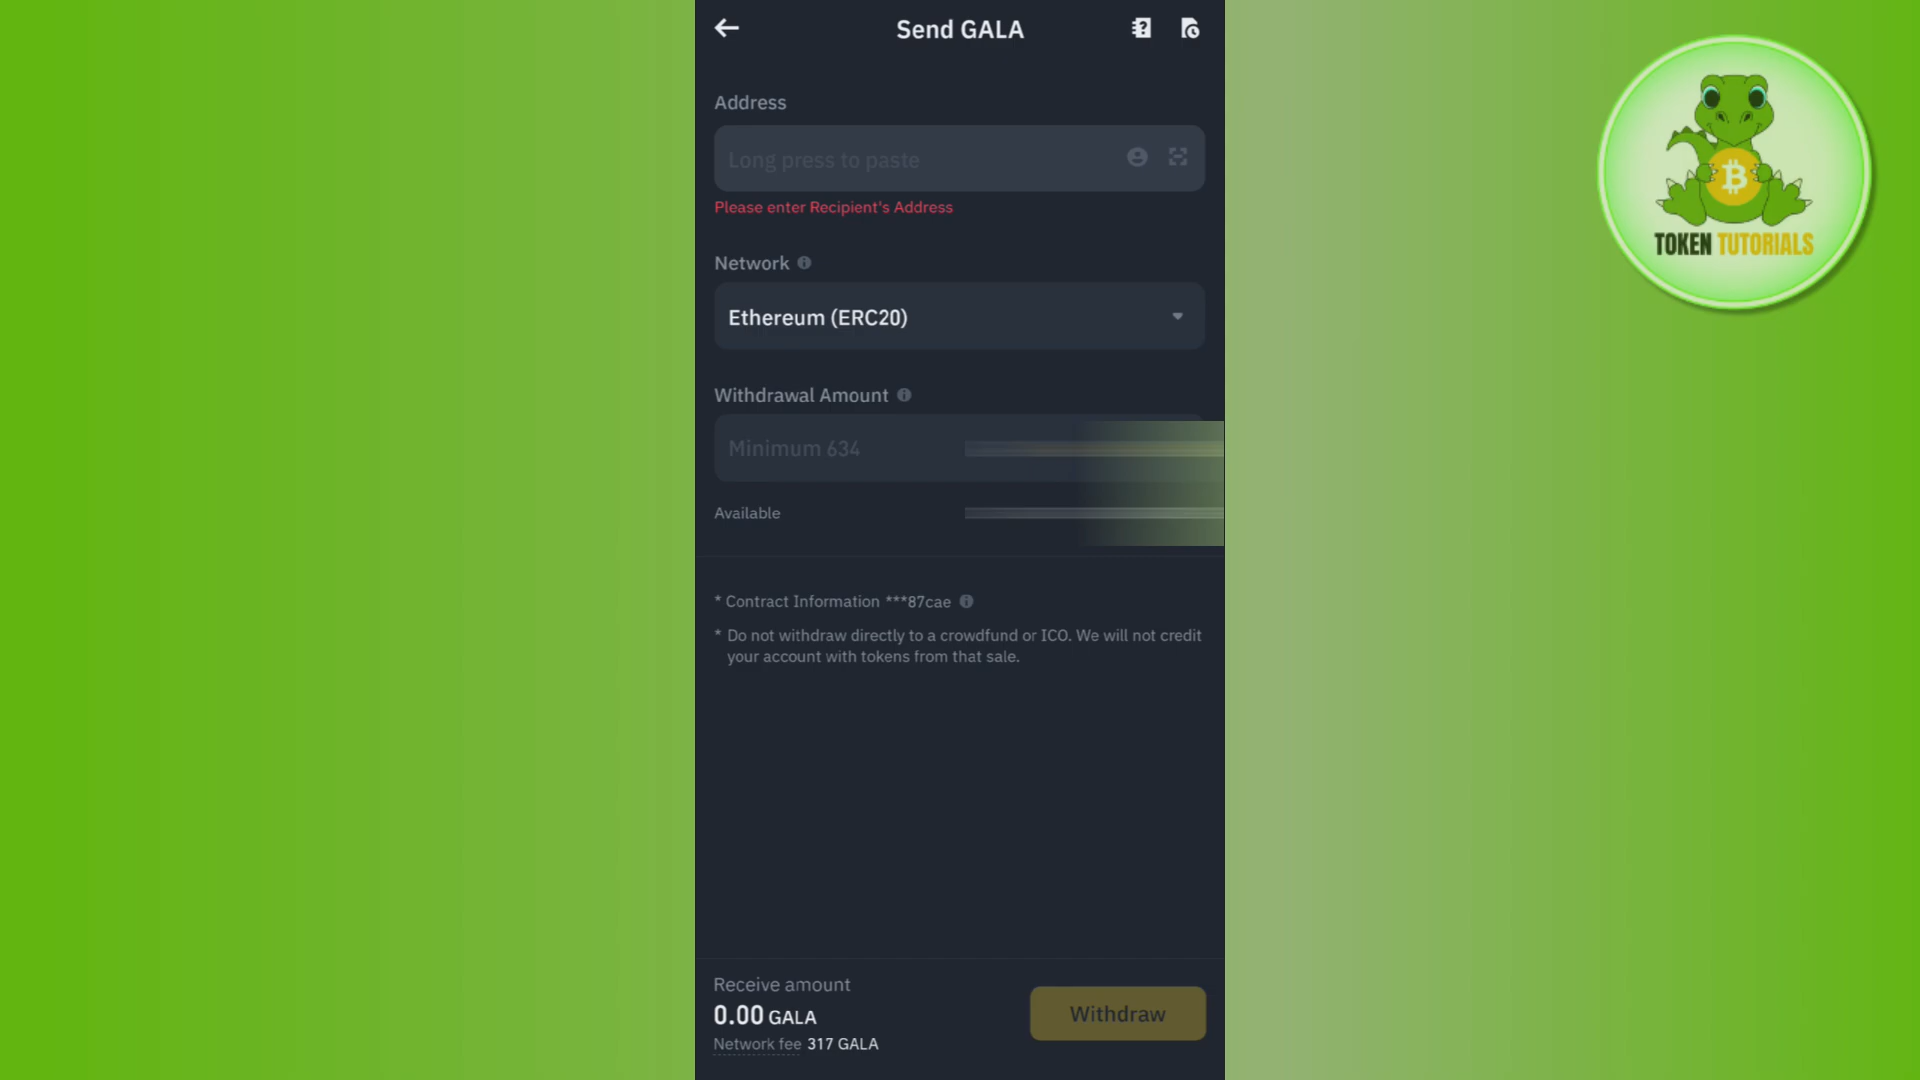 Send GALA
Address
Long press to paste
Please enter Recipient's Address
Network
Ethereum (ERC20)
Withdrawal Amount
Minimum 634
Available
* Contract Information ***87cae
* Do not withdraw directly to a crowdfund or ICO. We will not credit
your account with tokens from that sale.
Receive amount
0.00 GALA
Network fee 317 GALA
Withdraw
TOKEN TUTORIALS